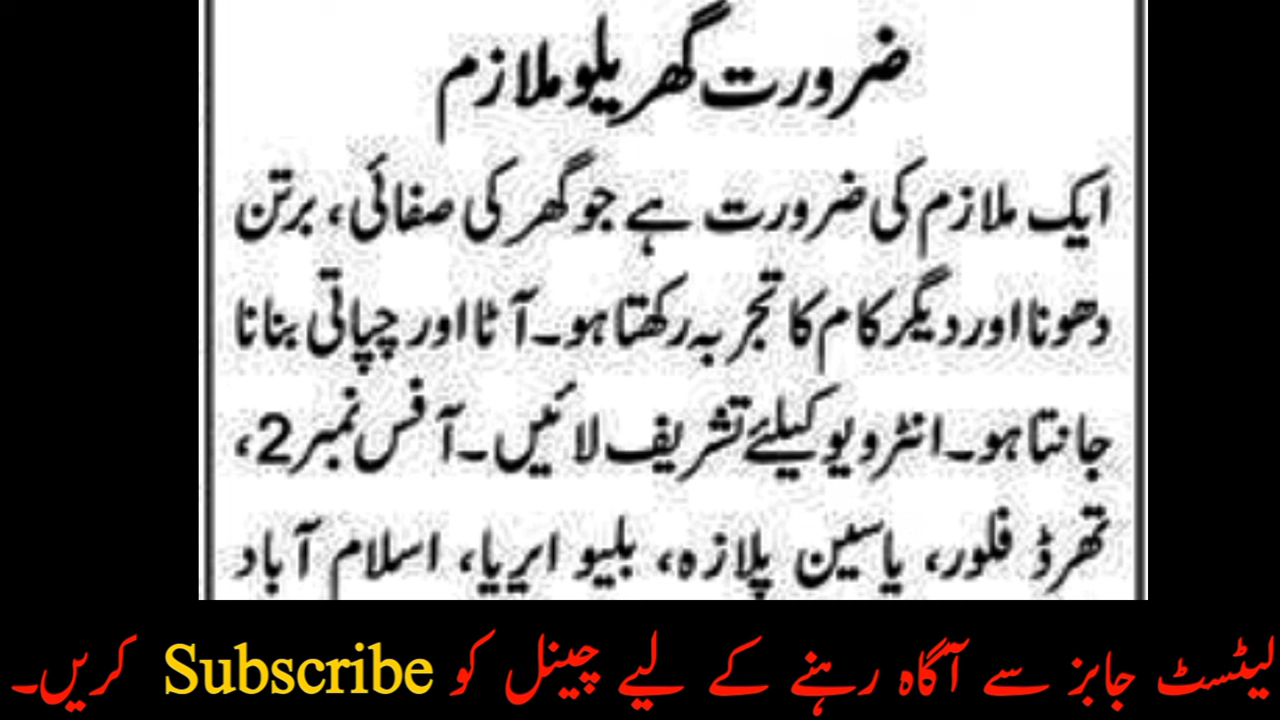 ضرورت گھریلو ملازم
ایک ملازم کی ضرورت ہے جو گھر کی صفائی، برتن
دھونا اور دیگر کام کا تجربہ رکھتا ہو۔ آٹا اور چپاتی بنانا
جانتا ہو۔ انٹرویو کیلئے تشریف لائیں۔ آفس نمبر 2،
تھرڈ فلور، یاسین پلازہ، بلیو ایریا، اسلام آباد
لیٹسٹ جابز سے آگاہ رہنے کے لیے چینل کو Subscribe کریں۔